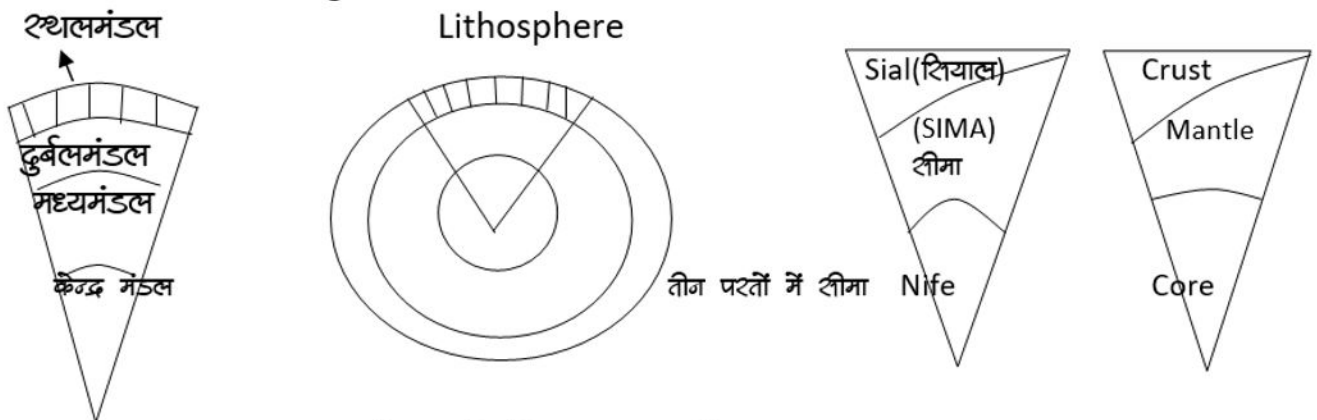 स्थलमंडल
दुर्बलमंडल
मध्यमंडल
केन्द्र मंडल
Lithosphere
तीन परतों में सीमा
Sial(सियाल)
(SIMA)
सीमा
Nife
Crust
Mantle
Core